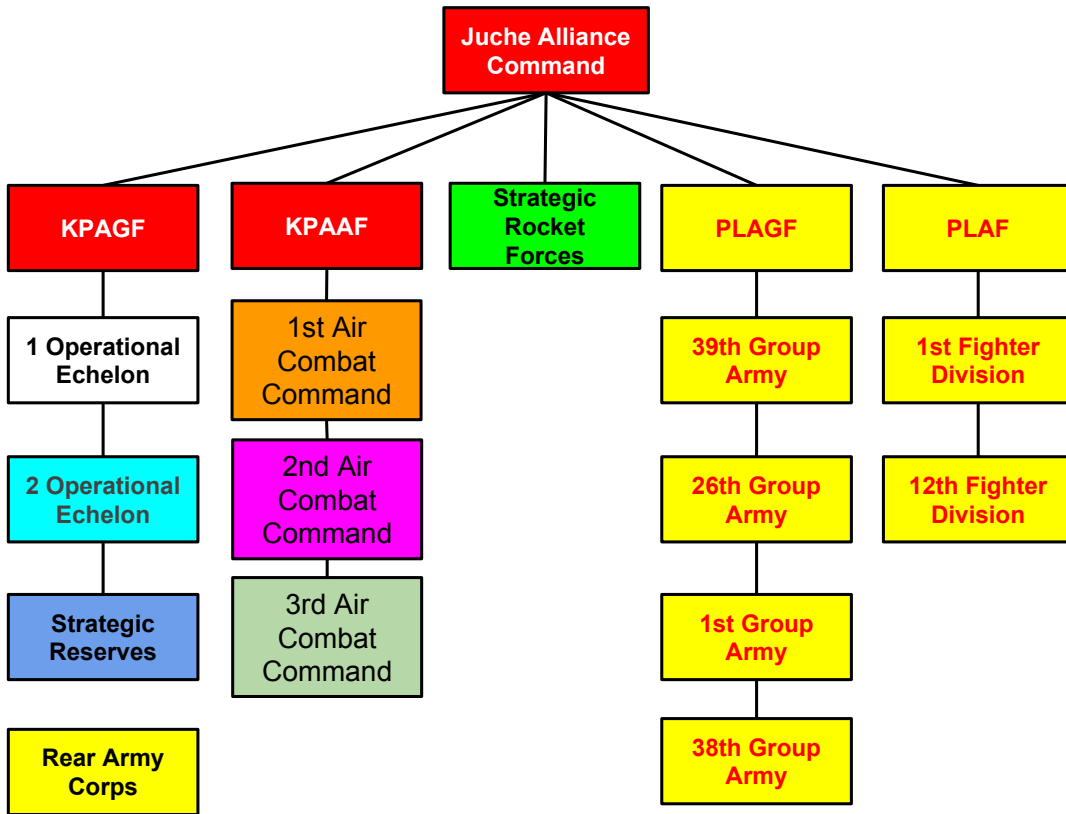 Juche Alliance
Command
KPAGF
KPAAF
Strategic
Rocket
Forces
PLAGF
PLAF
1 Operational
Echelon
1st Air
Combat
Command
39th Group
Army
1st Fighter
Division
2 Operational
Echelon
2nd Air
Combat
Command
26th Group
Army
12th Fighter
Division
Strategic
Reserves
3rd Air
Combat
Command
1st Group
Army
Rear Army
Corps
38th Group
Army